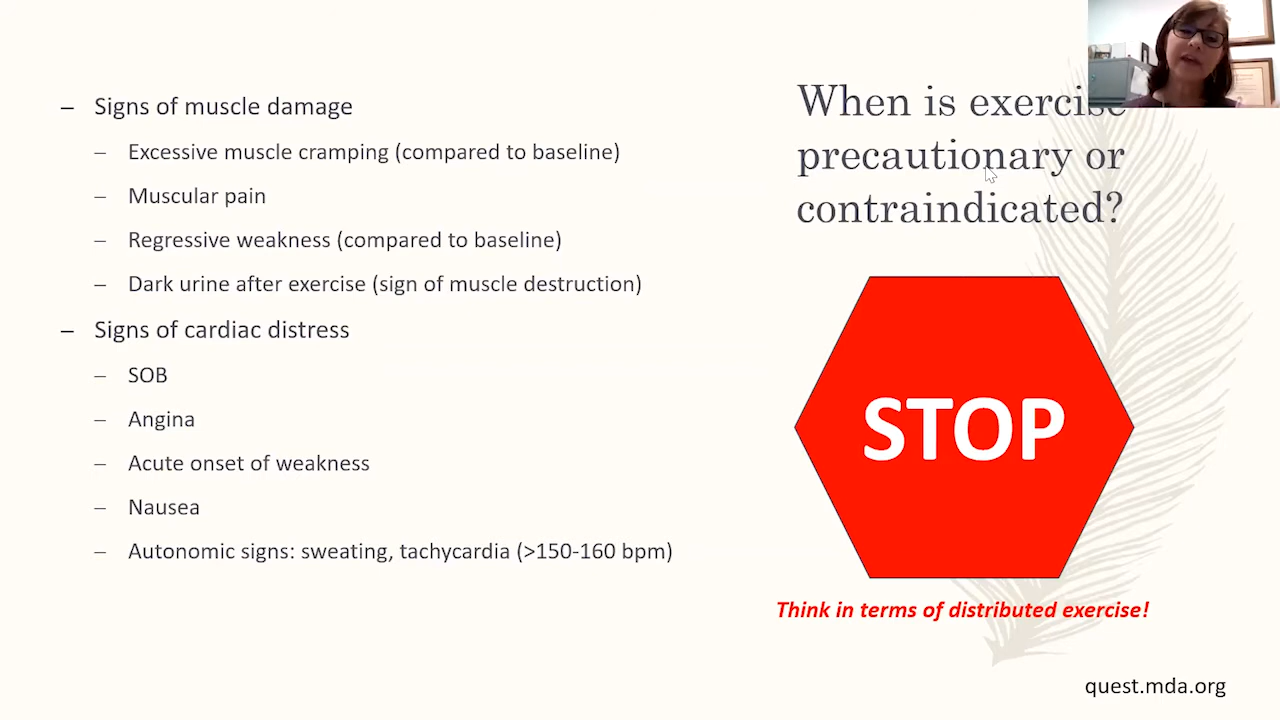 – Signs of muscle damage
– Excessive muscle cramping (compared to baseline)
– Muscular pain
– Regressive weakness (compared to baseline)
– Dark urine after exercise (sign of muscle destruction)
– Signs of cardiac distress
– SOB
– Angina
– Acute onset of weakness
– Nausea
– Autonomic signs: sweating, tachycardia (>150-160 bpm)
When is exercise
precautionary or
contraindicated?
STOP
Think in terms of distributed exercise!
quest.mda.org